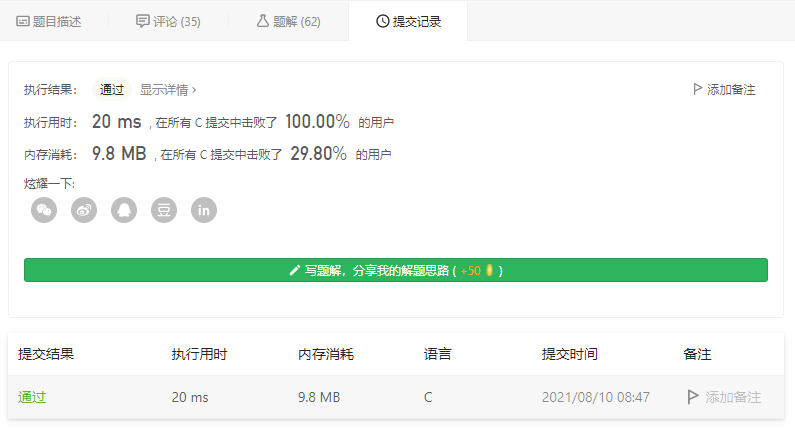 题目描述 评论 (35) 题解 (62) 提交记录
执行结果： 通过 显示详情 › 添加备注
执行用时： 20 ms , 在所有 C 提交中击败了 100.00% 的用户
内存消耗： 9.8 MB , 在所有 C 提交中击败了 29.80% 的用户
炫耀一下:
豆 in
写题解，分享我的解题思路 ( +50 )
提交结果 执行用时 内存消耗 语言 提交时间 备注
通过 20 ms 9.8 MB C 2021/08/10 08:47 添加备注